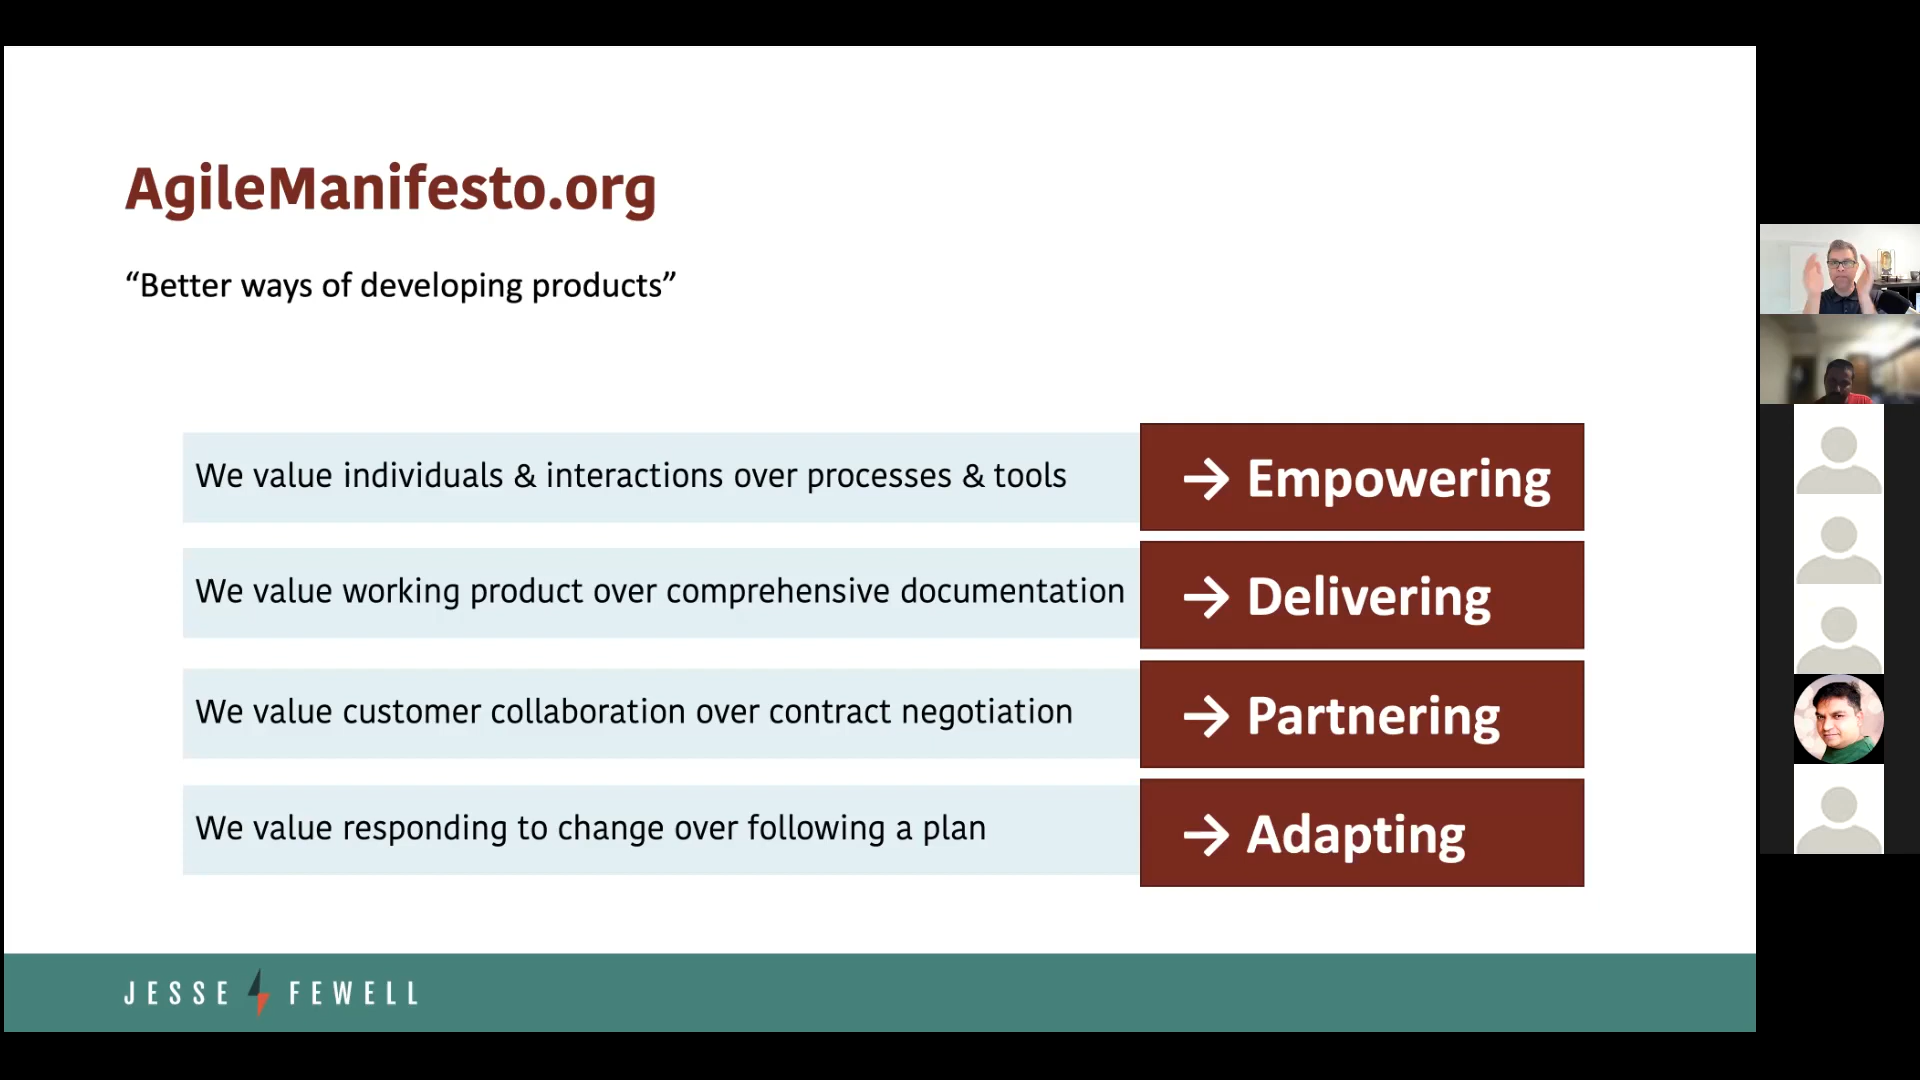 AgileManifesto.org
“Better ways of developing products”
We value individuals & interactions over processes & tools
→ Empowering
We value working product over comprehensive documentation
→ Delivering
We value customer collaboration over contract negotiation
→ Partnering
We value responding to change over following a plan
→ Adapting
JESSE FEWELL